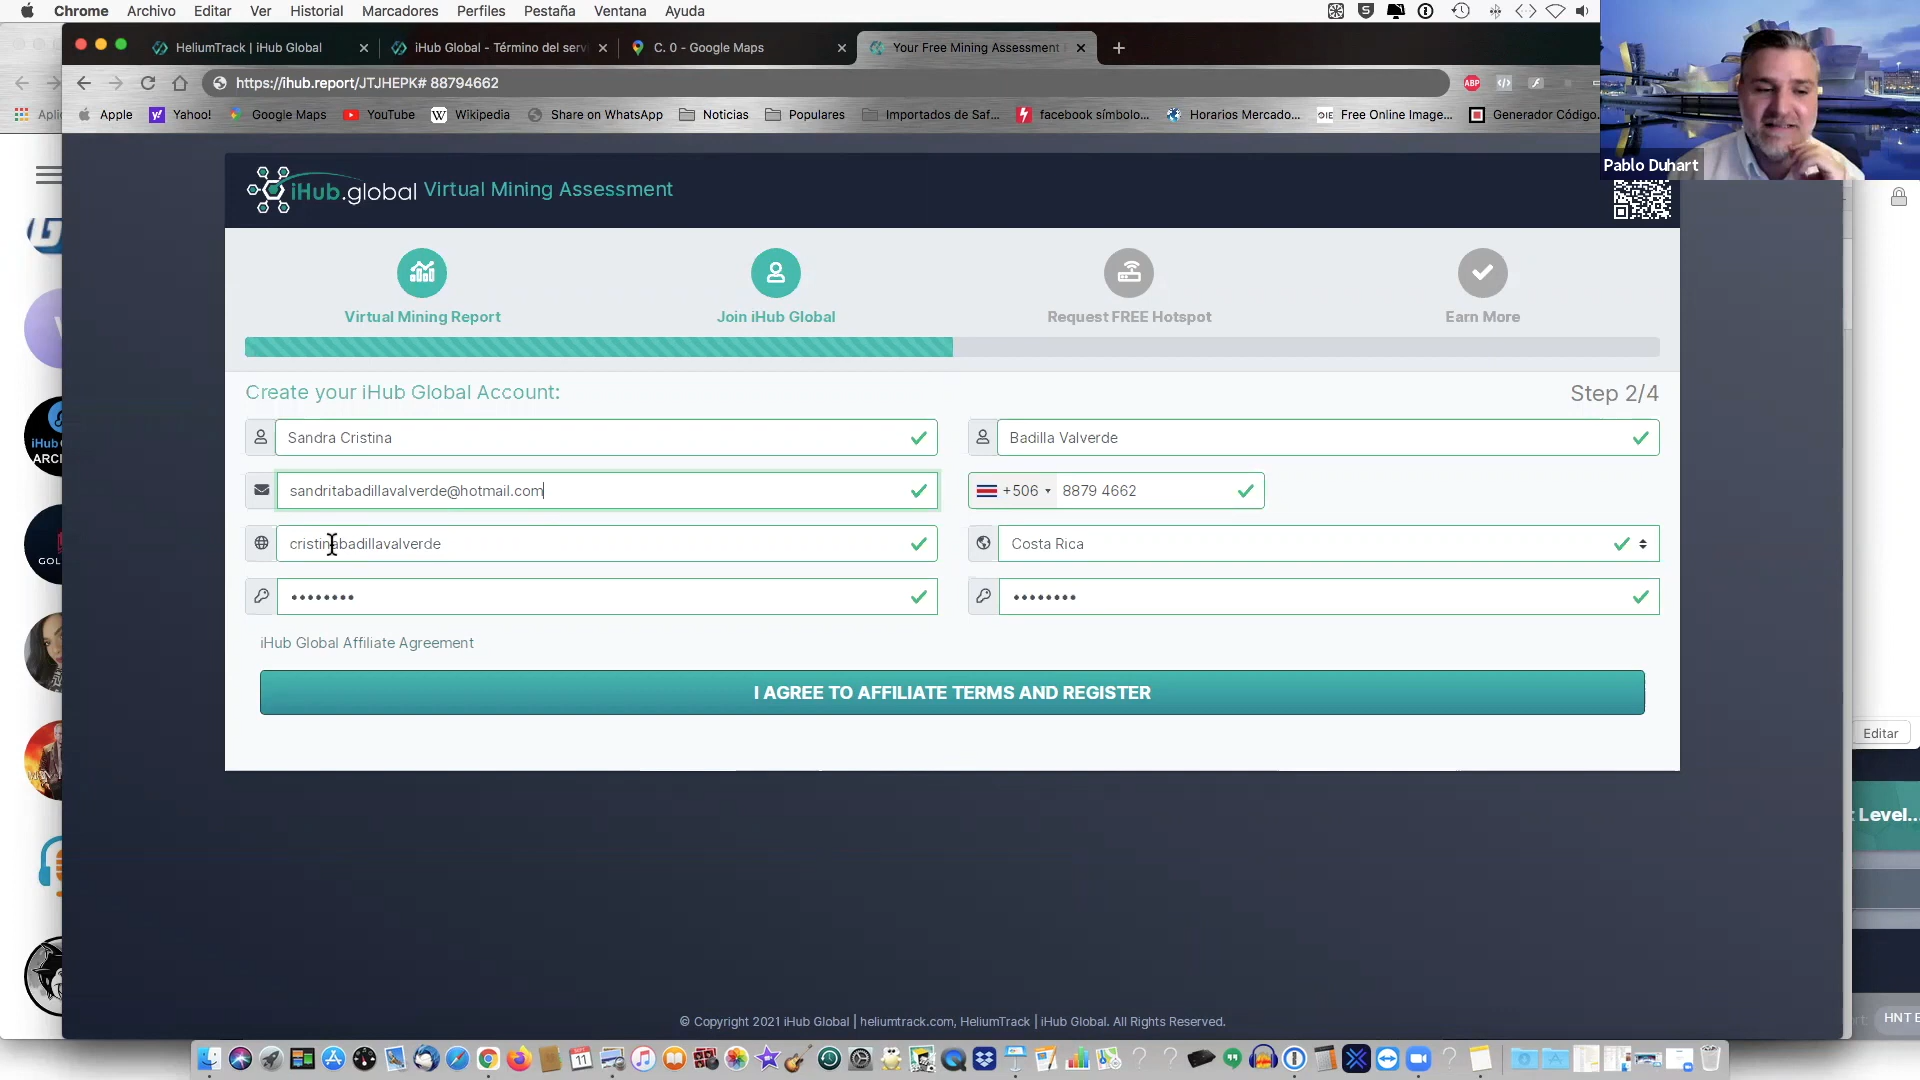 Chrome Archivo Editar Ver Historial Marcadores Perfiles Pestaña Ventana Ayuda
HeliumTrack | iHub Global
iHub Global - Término del serv
C. 0 - Google Maps
Your Free Mining Assessment
https://ihub.report/JTJHEPK# 88794662
Apple Yahoo! Google Maps YouTube Wikipedia Share on WhatsApp Noticias Populares Importados de Saf... facebook símbolo... Horarios Mercado... Free Online Image... Generador Código.
Pablo Duhart
iHub.global Virtual Mining Assessment
Virtual Mining Report
Join iHub Global
Request FREE Hotspot
Earn More
Create your iHub Global Account:
Step 2/4
Sandra Cristina
Badilla Valverde
sandritabadillavalverde@hotmail.com
+506 8879 4662
cristinabadillavalverde
Costa Rica
••••••••
••••••••
iHub Global Affiliate Agreement
I AGREE TO AFFILIATE TERMS AND REGISTER
Editar
Level...
HNT
© Copyright 2021 iHub Global | heliumtrack.com, HeliumTrack | iHub Global. All Rights Reserved.